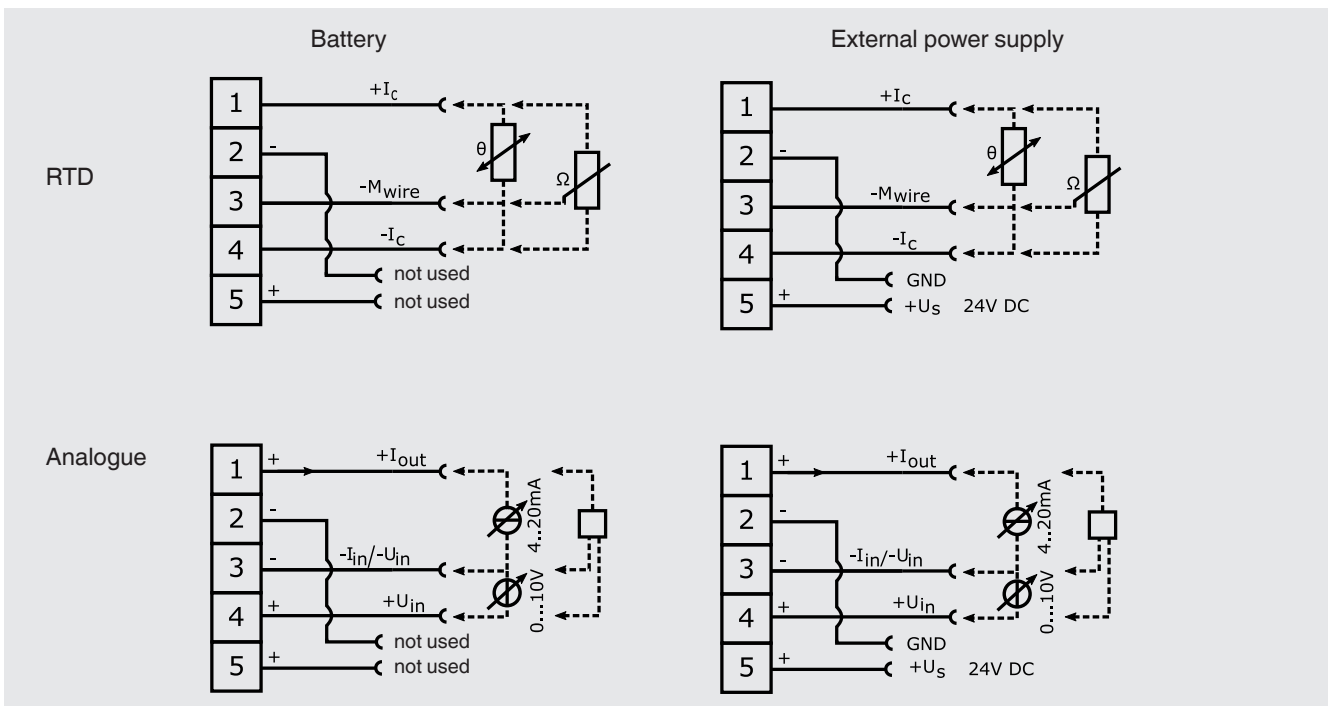 Battery
External power supply
RTD
1 +Ic
2 -
θ
Ω
3 -Mwire
4 -Ic
not used
5 + not used
1 +Ic
2 -
θ
Ω
3 -Mwire
4 -Ic
GND
5 + +Us 24V DC
Analogue
1 + +Iout
2 -
4...20mA
3 - -Iin/-Uin
0...10V
4 + +Uin
not used
5 + not used
1 + +Iout
2 -
4...20mA
3 - -Iin/-Uin
0...10V
4 + +Uin
GND
5 + +Us 24V DC